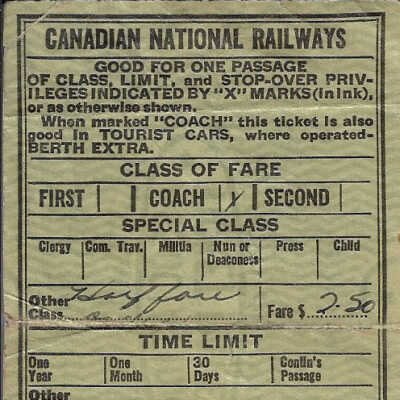 CANADIAN NATIONAL RAILWAYS
GOOD FOR ONE PASSAGE
OF CLASS, LIMIT, and STOP-OVER PRIV-
ILEGES INDICATED BY "X" MARKS (in Ink),
or as otherwise shown.
When marked "COACH" this ticket is also
good in TOURIST CARS, where operated-
BERTH EXTRA.
CLASS OF FARE
FIRST COACH X SECOND
SPECIAL CLASS
Clergy Com. Trav. Militia Nun or Deaconess Press Child
Other Class Half fare Fare $ 2.50
TIME LIMIT
One Year One Month 30 Days Contin's Passage
Other